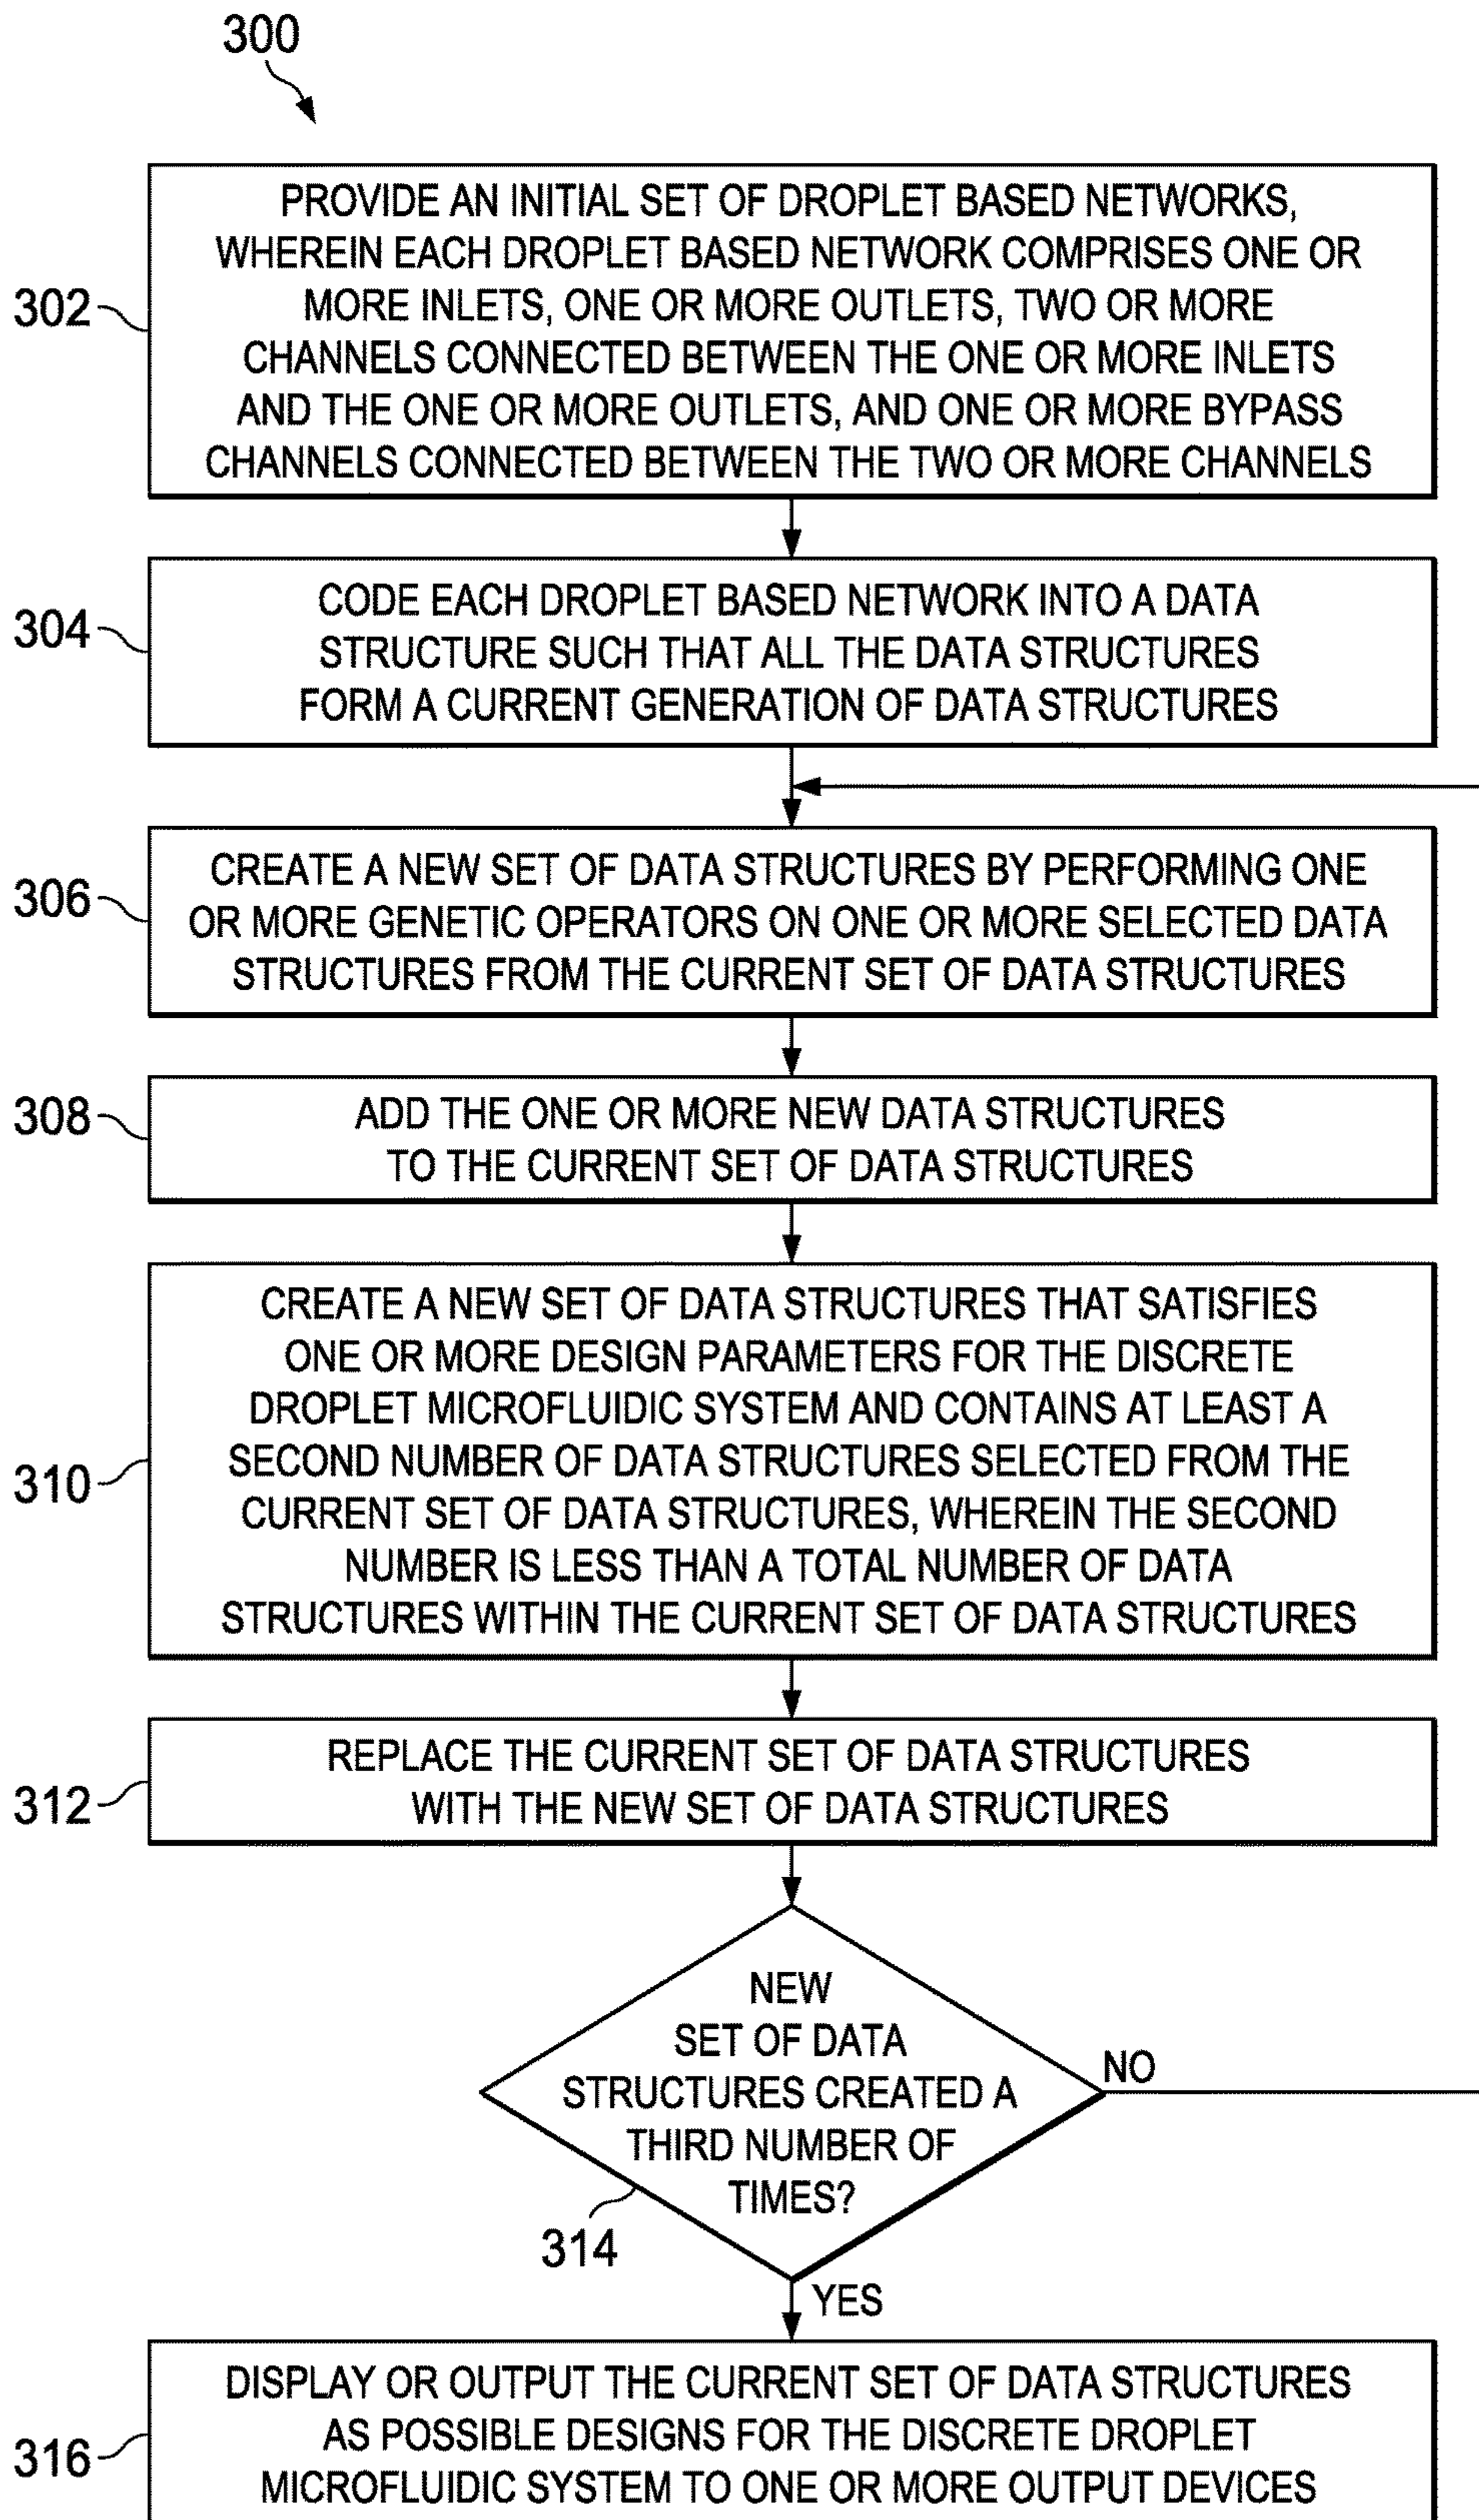 300
302
PROVIDE AN INITIAL SET OF DROPLET BASED NETWORKS,
WHEREIN EACH DROPLET BASED NETWORK COMPRISES ONE OR
MORE INLETS, ONE OR MORE OUTLETS, TWO OR MORE
CHANNELS CONNECTED BETWEEN THE ONE OR MORE INLETS
AND THE ONE OR MORE OUTLETS, AND ONE OR MORE BYPASS
CHANNELS CONNECTED BETWEEN THE TWO OR MORE CHANNELS
304
CODE EACH DROPLET BASED NETWORK INTO A DATA
STRUCTURE SUCH THAT ALL THE DATA STRUCTURES
FORM A CURRENT GENERATION OF DATA STRUCTURES
306
CREATE A NEW SET OF DATA STRUCTURES BY PERFORMING ONE
OR MORE GENETIC OPERATORS ON ONE OR MORE SELECTED DATA
STRUCTURES FROM THE CURRENT SET OF DATA STRUCTURES
308
ADD THE ONE OR MORE NEW DATA STRUCTURES
TO THE CURRENT SET OF DATA STRUCTURES
310
CREATE A NEW SET OF DATA STRUCTURES THAT SATISFIES
ONE OR MORE DESIGN PARAMETERS FOR THE DISCRETE
DROPLET MICROFLUIDIC SYSTEM AND CONTAINS AT LEAST A
SECOND NUMBER OF DATA STRUCTURES SELECTED FROM THE
CURRENT SET OF DATA STRUCTURES, WHEREIN THE SECOND
NUMBER IS LESS THAN A TOTAL NUMBER OF DATA
STRUCTURES WITHIN THE CURRENT SET OF DATA STRUCTURES
312
REPLACE THE CURRENT SET OF DATA STRUCTURES
WITH THE NEW SET OF DATA STRUCTURES
NEW
SET OF DATA
STRUCTURES CREATED A
THIRD NUMBER OF
TIMES?
NO
314
YES
316
DISPLAY OR OUTPUT THE CURRENT SET OF DATA STRUCTURES
AS POSSIBLE DESIGNS FOR THE DISCRETE DROPLET
MICROFLUIDIC SYSTEM TO ONE OR MORE OUTPUT DEVICES